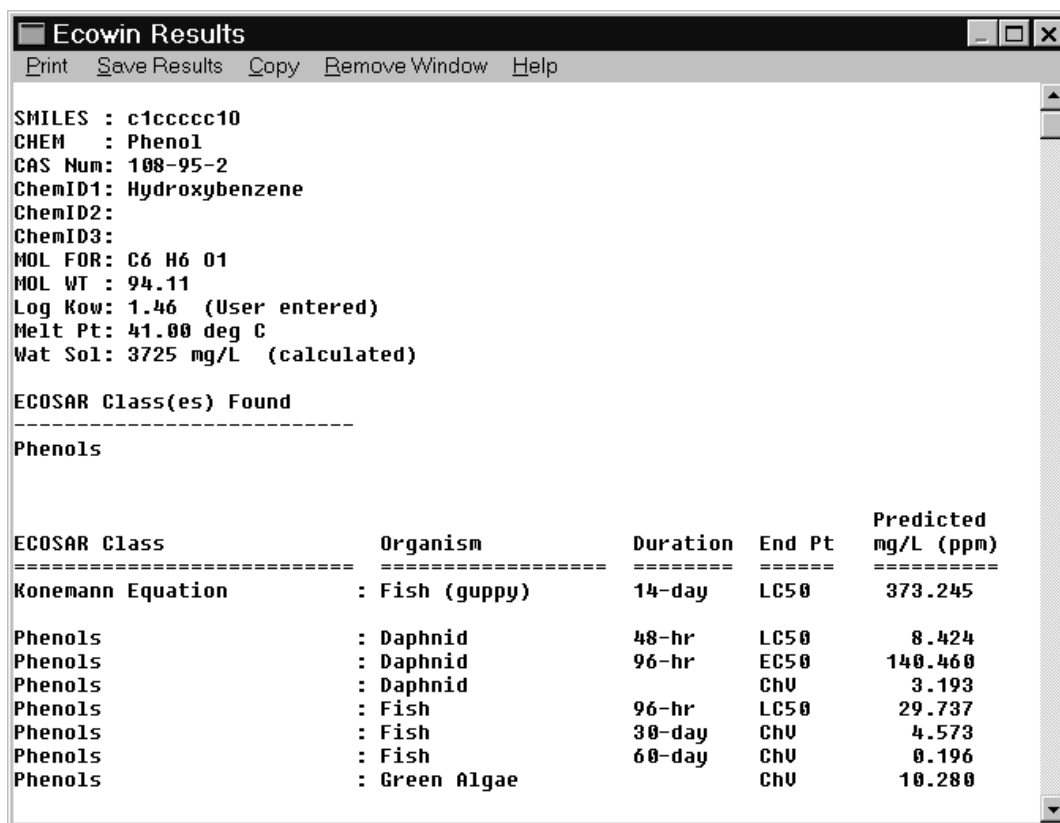 Ecowin Results
Print Save Results Copy Remove Window Help
SMILES : c1ccccc1O
CHEM : Phenol
CAS Num: 108-95-2
ChemID1: Hydroxybenzene
ChemID2:
ChemID3:
MOL FOR: C6 H6 O1
MOL WT : 94.11
Log Kow: 1.46 (User entered)
Melt Pt: 41.00 deg C
Wat Sol: 3725 mg/L (calculated)
ECOSAR Class(es) Found
---------------------------
Phenols
Predicted
ECOSAR Class Organism Duration End Pt mg/L (ppm)
=========================== ================== ======== ====== ==========
Konemann Equation : Fish (guppy) 14-day LC50 373.245
Phenols : Daphnid 48-hr LC50 8.424
Phenols : Daphnid 96-hr EC50 140.460
Phenols : Daphnid ChV 3.193
Phenols : Fish 96-hr LC50 29.737
Phenols : Fish 30-day ChV 4.573
Phenols : Fish 60-day ChV 0.196
Phenols : Green Algae ChV 10.280